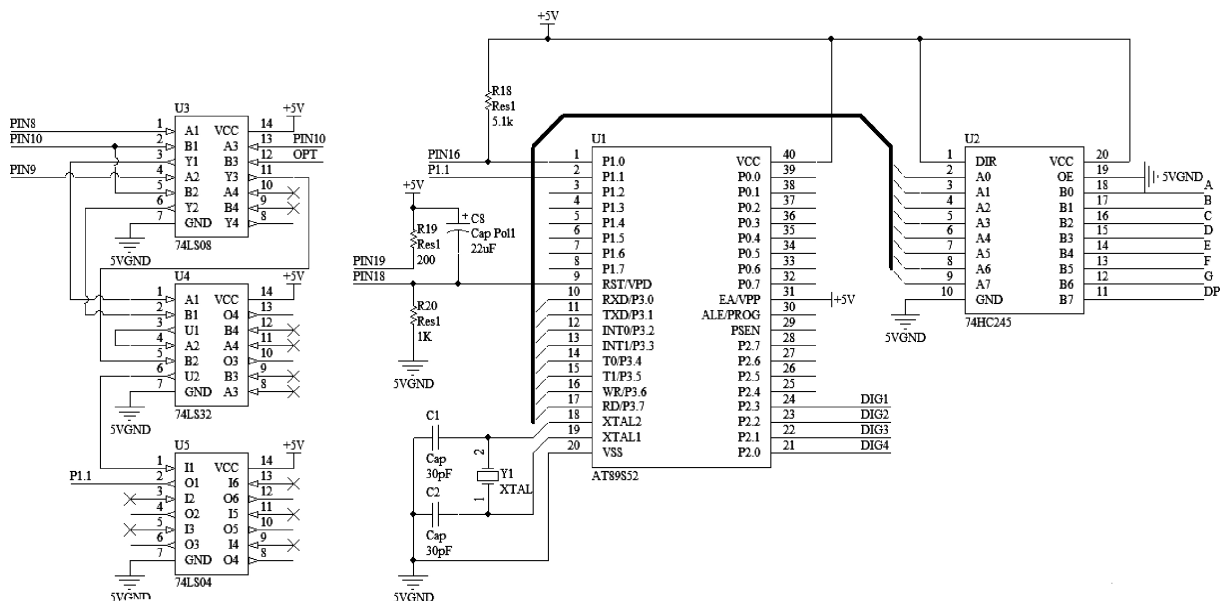 +5V
R18
Res1
5.1k
U3
PIN8 1 A1 VCC 14 +5V
PIN10 2 B1 A3 13 PIN10
3 Y1 B3 12 OPT
PIN9 4 A2 Y3 11
5 B2 A4 10
6 Y2 B4 9
7 GND Y4 8
5VGND
74LS08
U4
1 A1 VCC 14 +5V
2 B1 O4 13
3 U1 B4 12
4 A2 A4 11
5 B2 O3 10
6 U2 B3 9
7 GND A3 8
5VGND
74LS32
U5
1 I1 VCC 14 +5V
P1.1 2 O1 I6 13
3 I2 O6 12
4 O2 I5 11
5 I3 O5 10
6 O3 I4 9
7 GND O4 8
5VGND
74LS04
+5V
R19
Res1
200
C8
Cap Pol1
22uF
PIN19
PIN18
R20
Res1
1K
5VGND
U1
PIN16 1 P1.0 VCC 40
P1.1 2 P1.1 P0.0 39
3 P1.2 P0.1 38
4 P1.3 P0.2 37
5 P1.4 P0.3 36
6 P1.5 P0.4 35
7 P1.6 P0.5 34
8 P1.7 P0.6 33
9 RST/VPD P0.7 32
10 RXD/P3.0 EA/VPP 31 +5V
11 TXD/P3.1 ALE/PROG 30
12 INT0/P3.2 PSEN 29
13 INT1/P3.3 P2.7 28
14 T0/P3.4 P2.6 27
15 T1/P3.5 P2.5 26
16 WR/P3.6 P2.4 25
17 RD/P3.7 P2.3 24 DIG1
18 XTAL2 P2.2 23 DIG2
19 XTAL1 P2.1 22 DIG3
20 VSS P2.0 21 DIG4
AT89S52
C1
Cap
30pF
2
Y1
XTAL
1
C2
Cap
30pF
5VGND
U2
1 DIR VCC 20
2 A0 OE 19 5VGND
3 A1 B0 18 A
4 A2 B1 17 B
5 A3 B2 16 C
6 A4 B3 15 D
7 A5 B4 14 E
8 A6 B5 13 F
9 A7 B6 12 G
10 GND B7 11 DP
5VGND
74HC245